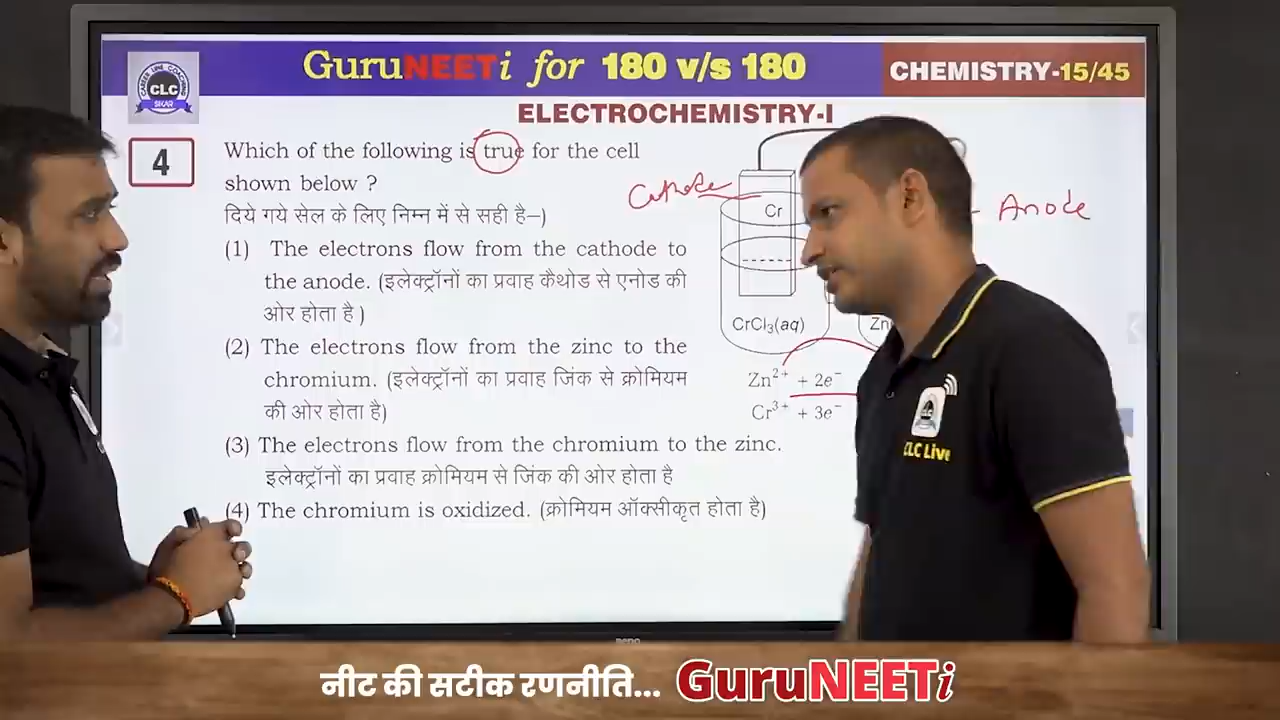 GuruNEETi for 180 v/s 180
CHEMISTRY-15/45
CLC
SIKAR
ELECTROCHEMISTRY-I
4
Which of the following is true for the cell
shown below ?
दिये गये सेल के लिए निम्न में से सही है–)
(1) The electrons flow from the cathode to
the anode. (इलेक्ट्रॉनों का प्रवाह कैथोड से एनोड की
ओर होता है )
(2) The electrons flow from the zinc to the
chromium. (इलेक्ट्रॉनों का प्रवाह जिंक से क्रोमियम
की ओर होता है)
(3) The electrons flow from the chromium to the zinc.
इलेक्ट्रॉनों का प्रवाह क्रोमियम से जिंक की ओर होता है
(4) The chromium is oxidized. (क्रोमियम ऑक्सीकृत होता है)
Cathode
Cr
Anode
CrCl₃(aq)
Zn
Zn²⁺ + 2e⁻
Cr³⁺ + 3e⁻
CLC
CLC Live
नीट की सटीक रणनीति... GuruNEETi